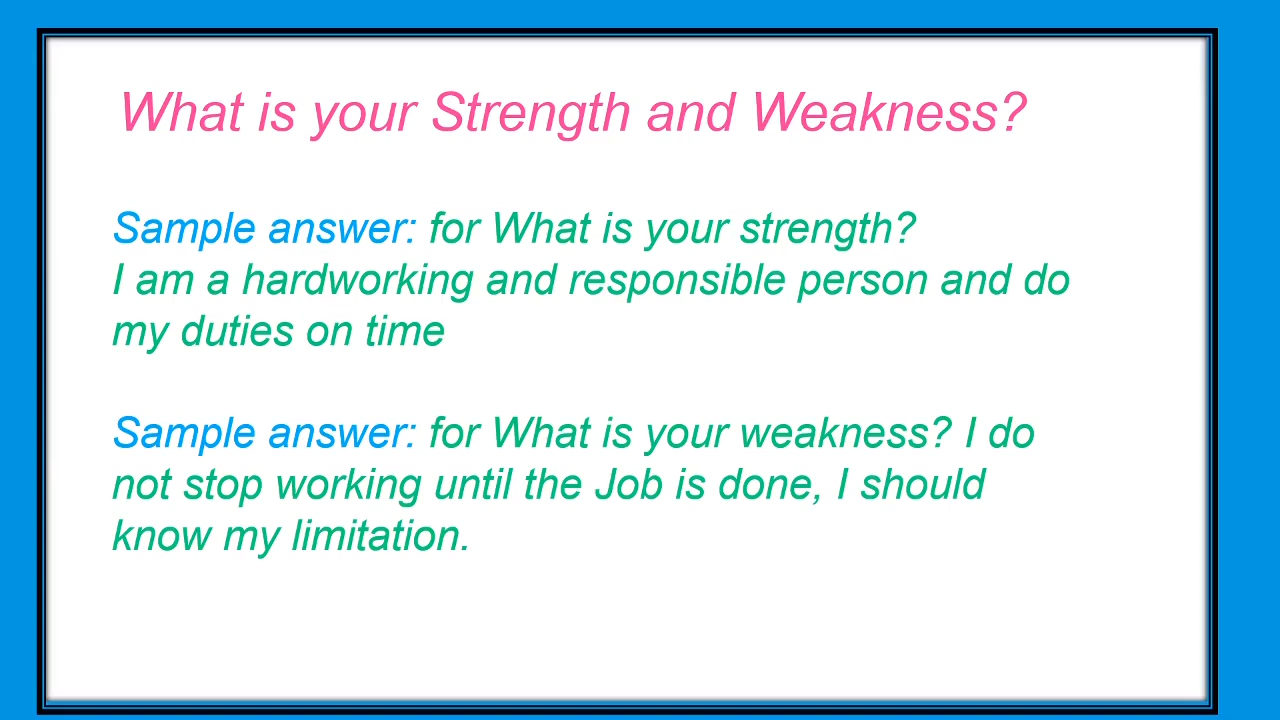 What is your Strength and Weakness?
Sample answer: for What is your strength?
I am a hardworking and responsible person and do
my duties on time
Sample answer: for What is your weakness? I do
not stop working until the Job is done, I should
know my limitation.